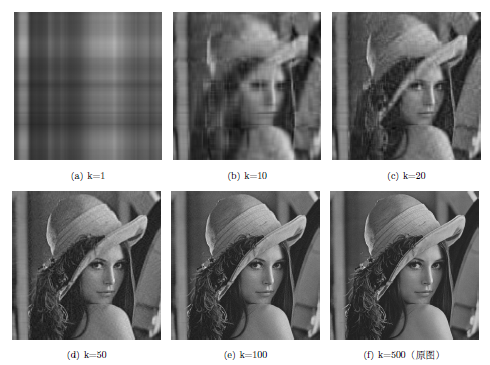 (a) k=1
(b) k=10
(c) k=20
(d) k=50
(e) k=100
(f) k=500（原图）